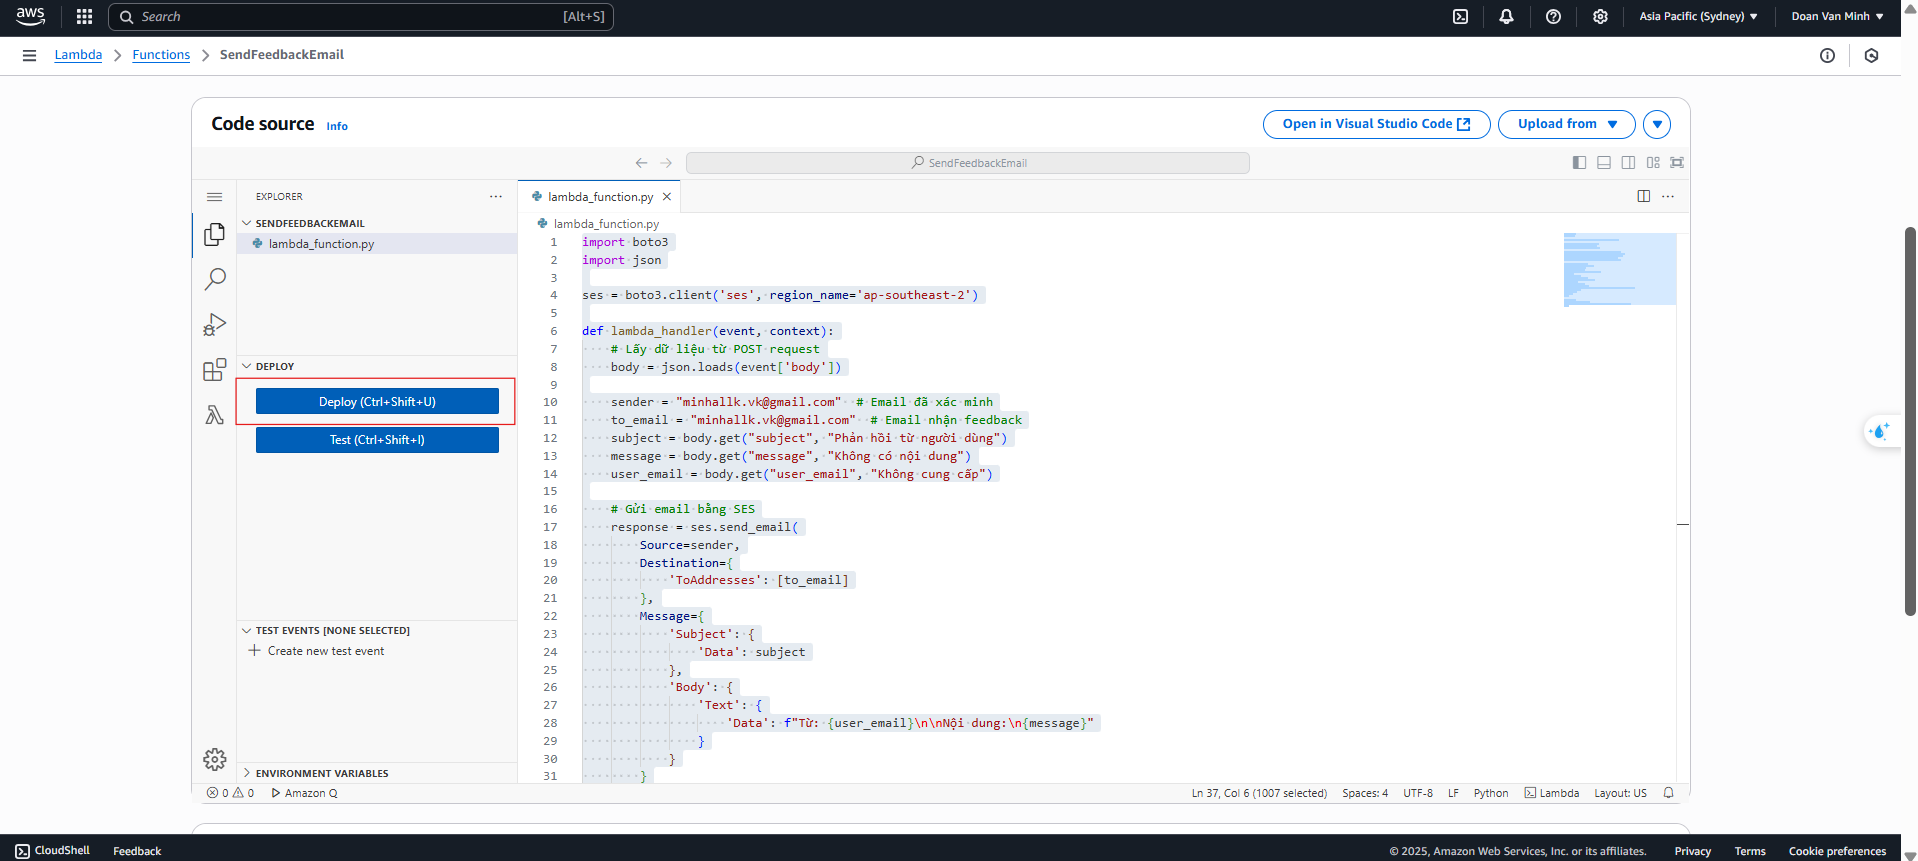 aws
Search [Alt+S]
Asia Pacific (Sydney) Doan Van Minh
Lambda Functions SendFeedbackEmail
Code source Info
Open in Visual Studio Code Upload from
SendFeedbackEmail
EXPLORER
SENDFEEDBACKEMAIL
lambda_function.py
DEPLOY
Deploy (Ctrl+Shift+U)
Test (Ctrl+Shift+I)
TEST EVENTS [NONE SELECTED]
Create new test event
ENVIRONMENT VARIABLES
lambda_function.py
lambda_function.py
1 import boto3
2 import json
3
4 ses = boto3.client('ses', region_name='ap-southeast-2')
5
6 def lambda_handler(event, context):
7 # Lấy dữ liệu từ POST request
8 body = json.loads(event['body'])
9
10 sender = "minhallk.vk@gmail.com" # Email đã xác minh
11 to_email = "minhallk.vk@gmail.com" # Email nhận feedback
12 subject = body.get("subject", "Phản hồi từ người dùng")
13 message = body.get("message", "Không có nội dung")
14 user_email = body.get("user_email", "Không cung cấp")
15
16 # Gửi email bằng SES
17 response = ses.send_email(
18 Source=sender,
19 Destination={
20 'ToAddresses': [to_email]
21 },
22 Message={
23 'Subject': {
24 'Data': subject
25 },
26 'Body': {
27 'Text': {
28 'Data': f"Từ: {user_email}\n\nNội dung:\n{message}"
29 }
30 }
31 }
0 0 Amazon Q
Ln 37, Col 6 (1007 selected) Spaces: 4 UTF-8 LF Python Lambda Layout: US
CloudShell Feedback
© 2025, Amazon Web Services, Inc. or its affiliates. Privacy Terms Cookie preferences